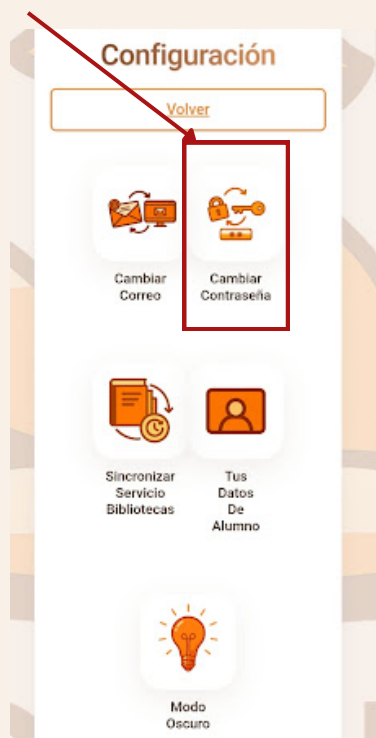 Configuración
Volver
Cambiar
Correo
Cambiar
Contraseña
Sincronizar
Servicio
Bibliotecas
Tus
Datos
De
Alumno
Modo
Oscuro